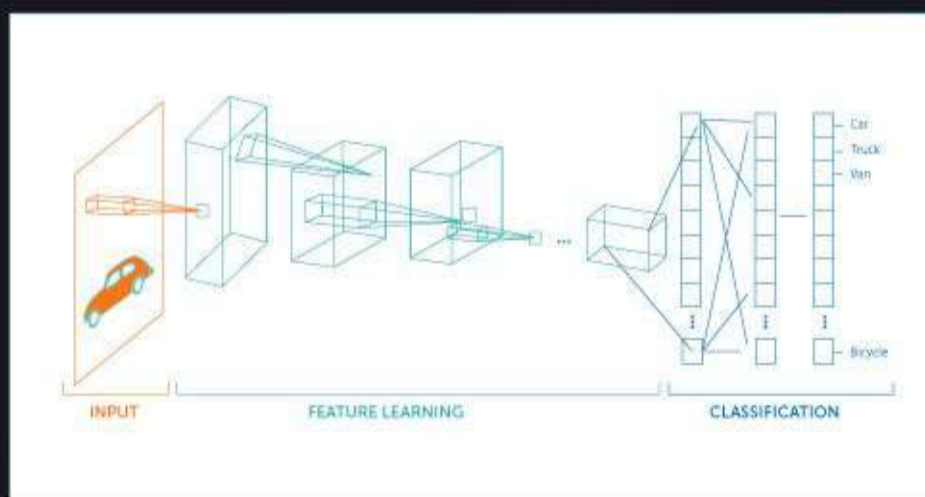 Car
Truck
Van
...
Bicycle
INPUT
FEATURE LEARNING
CLASSIFICATION